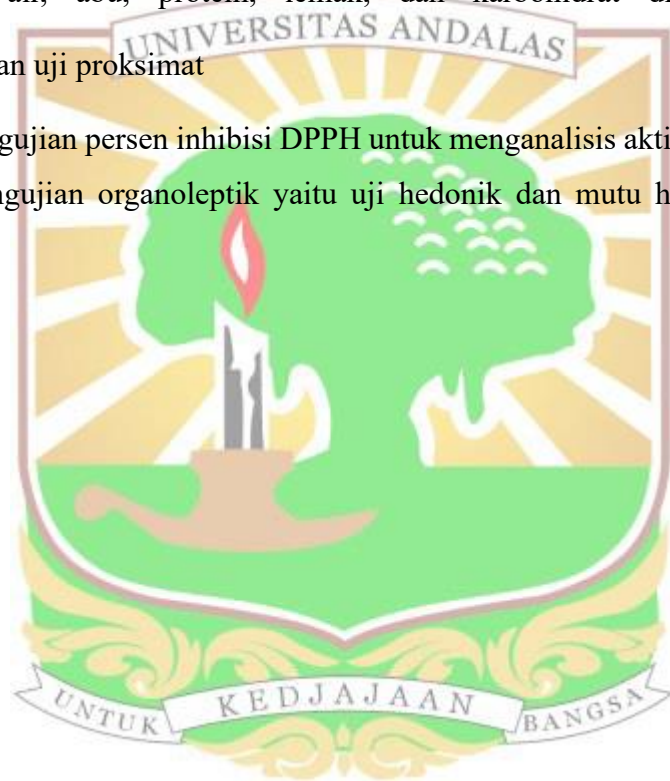 air, abu, protein, lemak, dan karbohidrat
UNIVERSITAS ANDALAS
an uji proksimat
gujian persen inhibisi DPPH untuk menganalisis akti
ngujian organoleptik yaitu uji hedonik dan mutu h
UNTUK KEDJAJAAN BANGSA